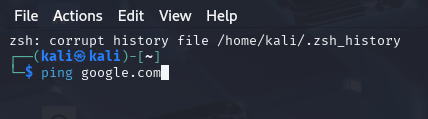 File Actions Edit View Help
zsh: corrupt history file /home/kali/.zsh_history
┌──(kali㉿kali)-[~]
└─$ ping google.com